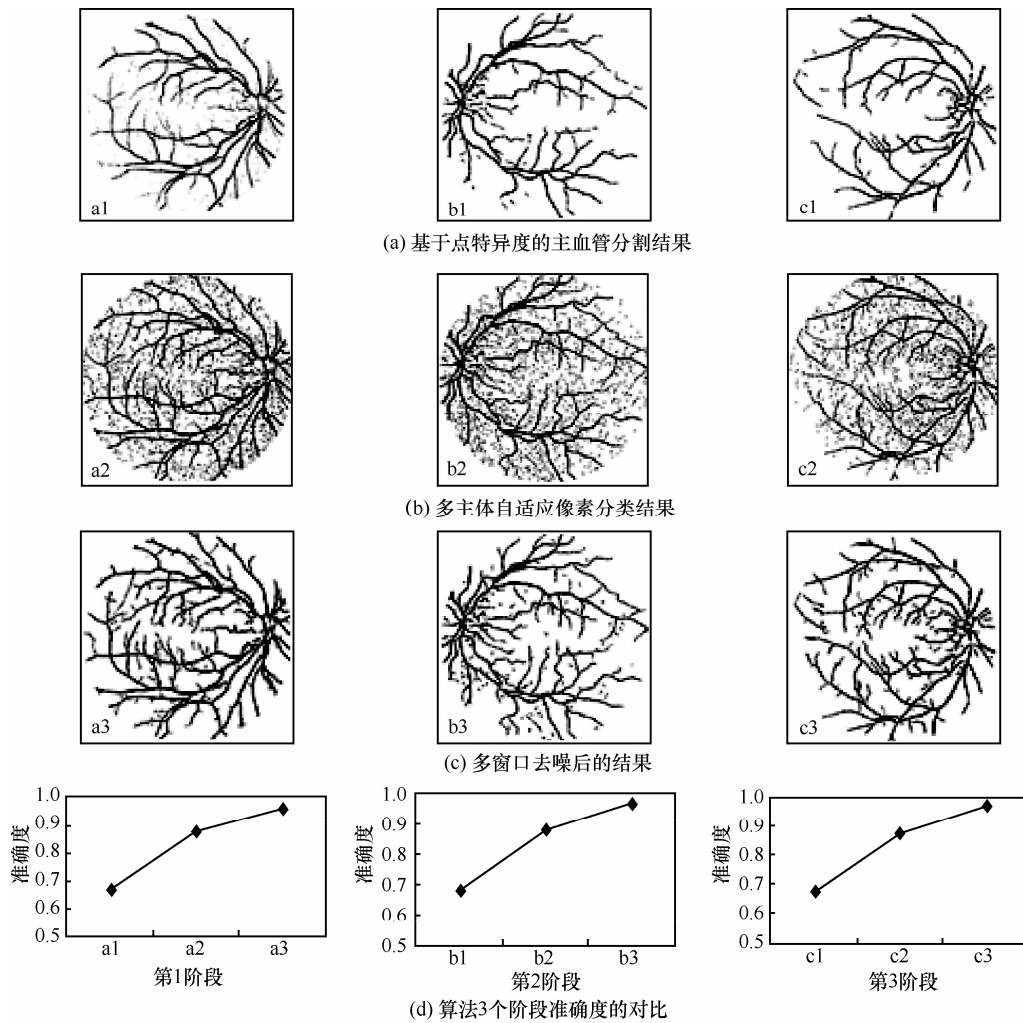 a1
b1
c1
(a) 基于点特异度的主血管分割结果
a2
b2
c2
(b) 多主体自适应像素分类结果
a3
b3
c3
(c) 多窗口去噪后的结果
1.0
0.9
0.8
0.7
0.6
0.5
准确度
a1 a2 a3
第1阶段
1.0
0.9
0.8
0.7
0.6
0.5
准确度
b1 b2 b3
第2阶段
1.0
0.9
0.8
0.7
0.6
0.5
准确度
c1 c2 c3
第3阶段
(d) 算法3个阶段准确度的对比